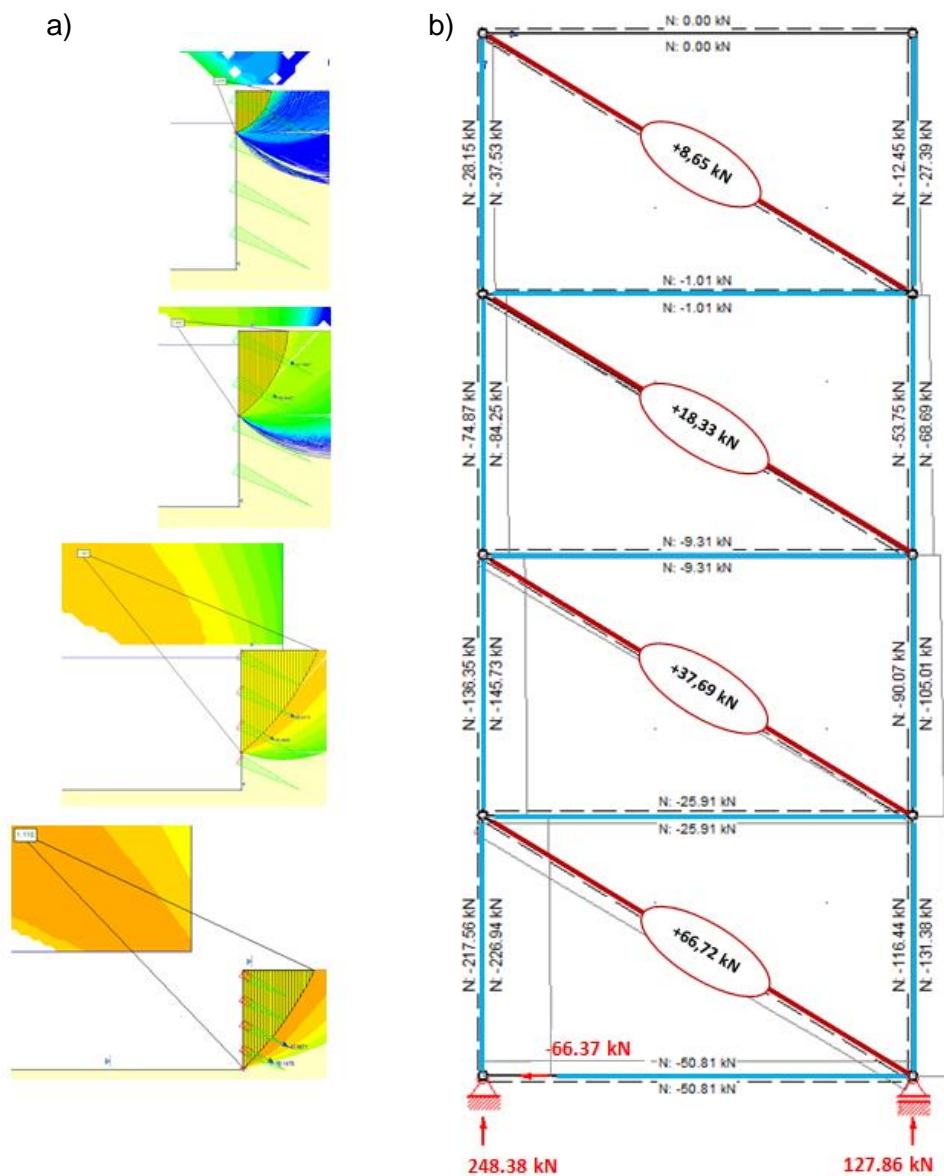 a)
b)
N: 0.00 kN
N: 0.00 kN
N: -28.15 kN
N: -37.53 kN
+8,65 kN
N: -12.45 kN
N: -27.39 kN
N: -1.01 kN
N: -1.01 kN
N: -74.87 kN
N: -84.25 kN
+18,33 kN
N: -53.75 kN
N: -68.69 kN
N: -9.31 kN
N: -9.31 kN
N: -136.35 kN
N: -145.73 kN
+37,69 kN
N: -90.07 kN
N: -105.01 kN
N: -25.91 kN
N: -25.91 kN
N: -217.56 kN
N: -226.94 kN
+66,72 kN
N: -116.44 kN
N: -131.38 kN
-66.37 kN
N: -50.81 kN
N: -50.81 kN
248.38 kN
127.86 kN